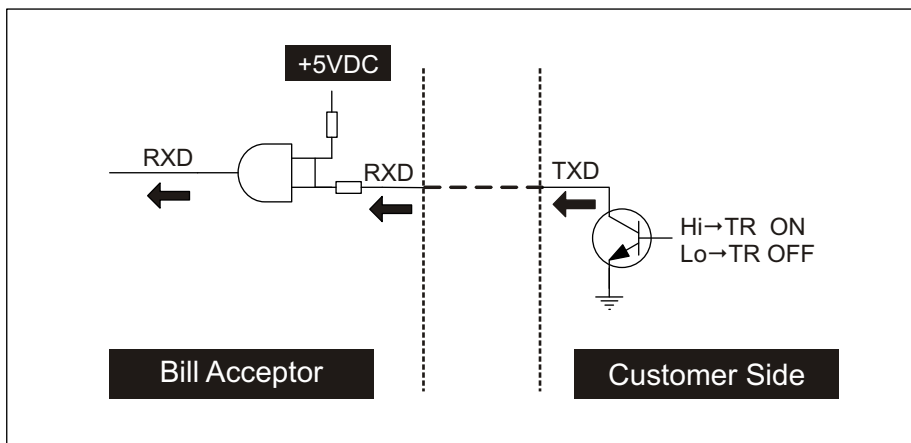 +5VDC
RXD
RXD
TXD
Hi→TR ON
Lo→TR OFF
Bill Acceptor
Customer Side